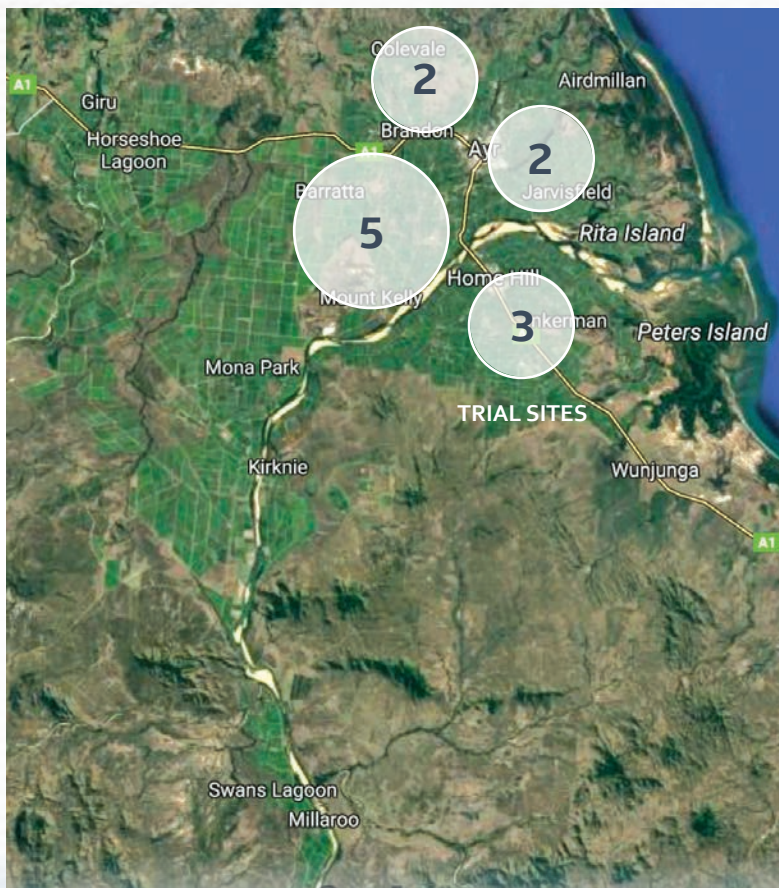 Colevale
2
A1
Airdmillan
Giru
Brandon
Horseshoe
Lagoon
A1
Ayr
2
Barratta
Jarvisfield
5
Rita Island
Home Hill
Mount Kelly
3
nkerman
Peters Island
Mona Park
TRIAL SITES
Kirknie
Wunjunga
A1
Swans Lagoon
Millaroo